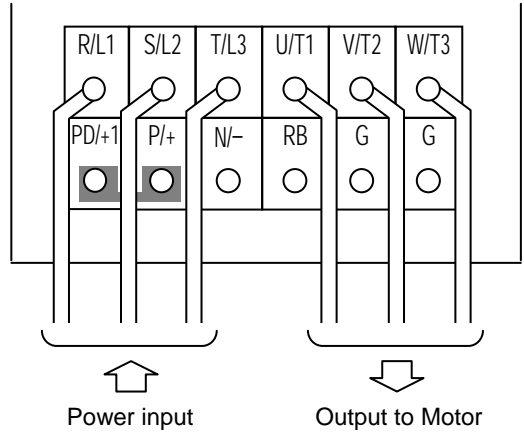 R/L1 S/L2 T/L3 U/T1 V/T2 W/T3
PD/+1 P/+ N/– RB G G
Power input Output to Motor